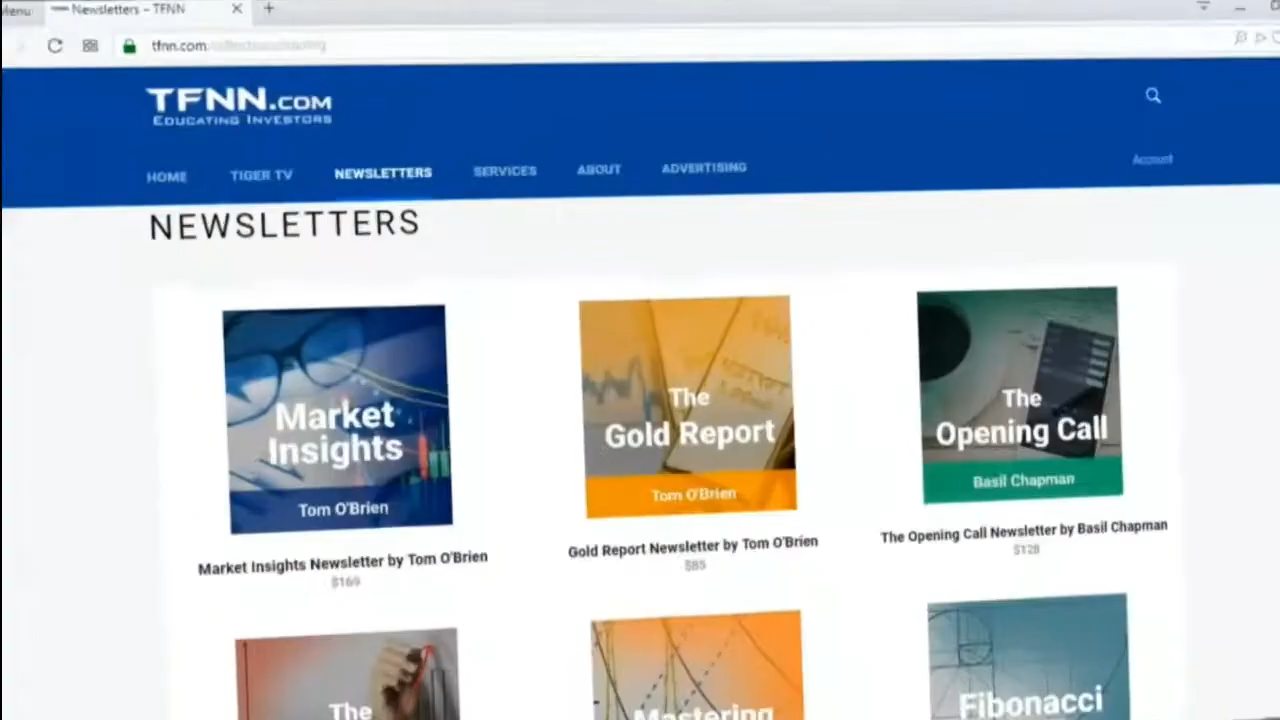 Menu
Newsletters – TFNN
tfnn.com
TFNN.COM
EDUCATING INVESTORS
HOME TIGER TV NEWSLETTERS SERVICES ABOUT ADVERTISING
Account
NEWSLETTERS
Market
Insights
Tom O'Brien
Market Insights Newsletter by Tom O'Brien
$169
The
Gold Report
Tom O'Brien
Gold Report Newsletter by Tom O'Brien
$85
The
Opening Call
Basil Chapman
The Opening Call Newsletter by Basil Chapman
$128
The
Mastering
Fibonacci